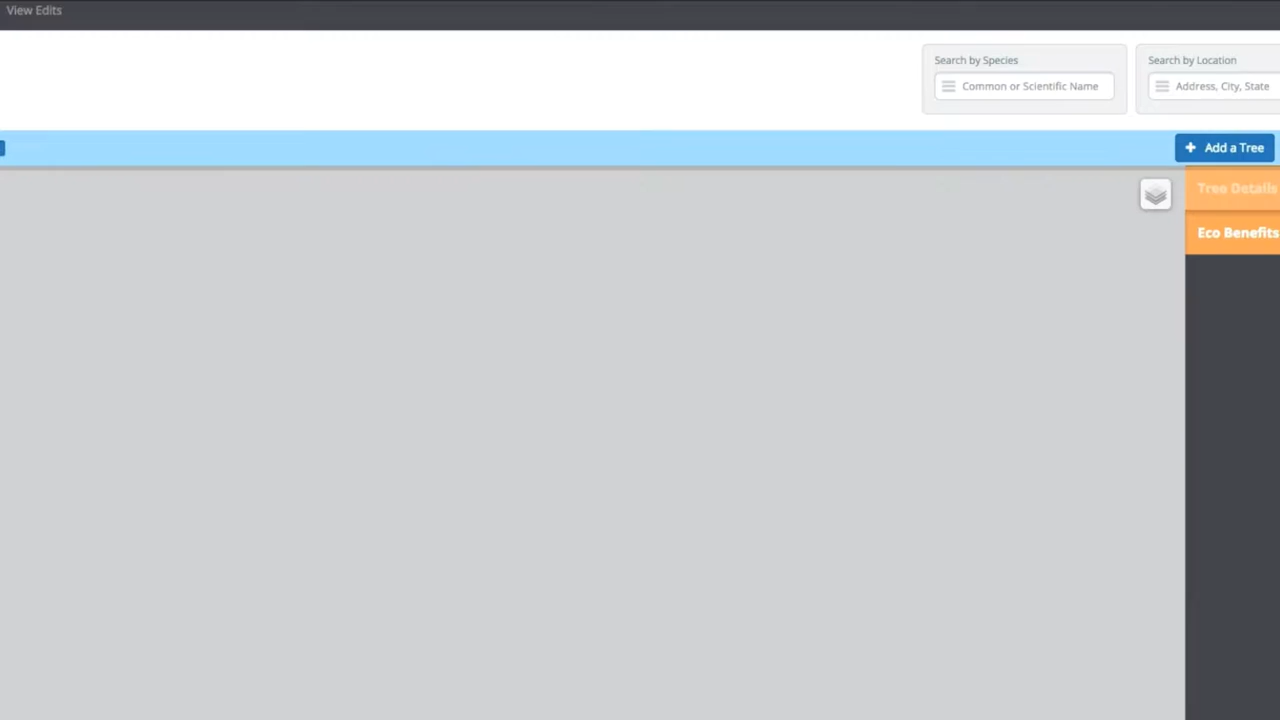 View Edits
Search by Species
Search by Location
Common or Scientific Name
Address, City, State
Add a Tree
Tree Details
Eco Benefits